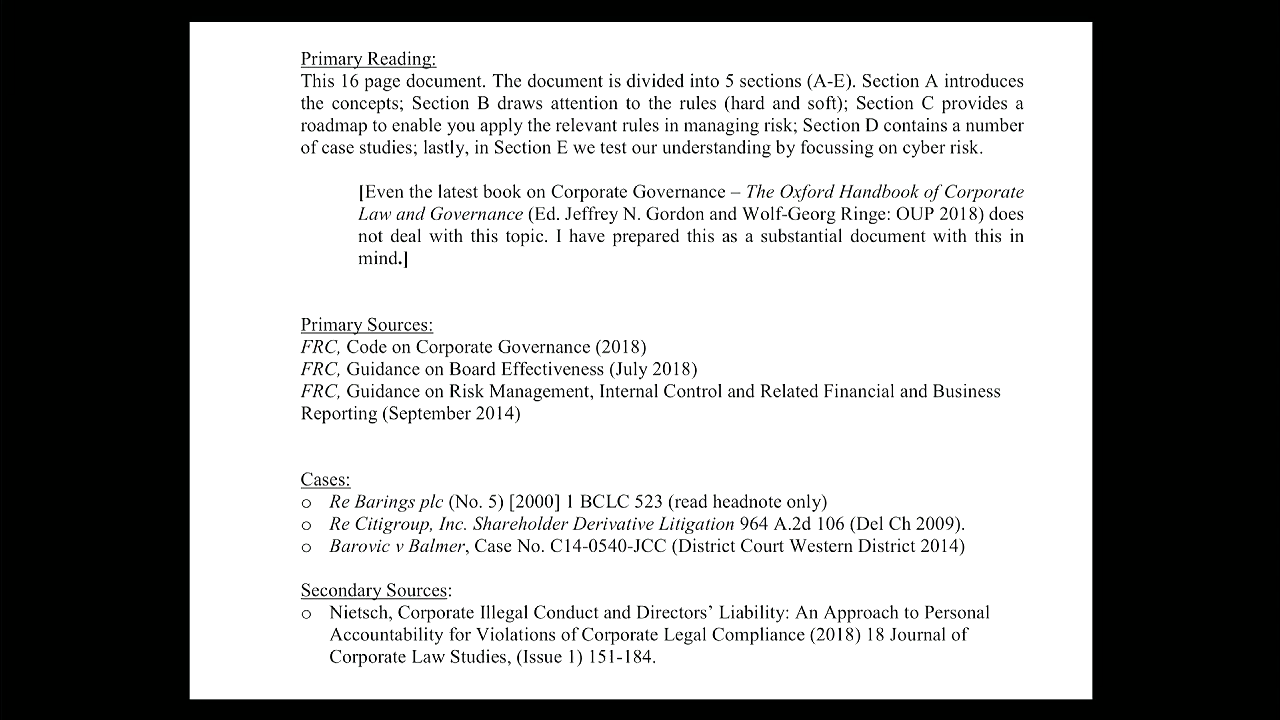 Primary Reading:
This 16 page document. The document is divided into 5 sections (A-E). Section A introduces
the concepts; Section B draws attention to the rules (hard and soft); Section C provides a
roadmap to enable you apply the relevant rules in managing risk; Section D contains a number
of case studies; lastly, in Section E we test our understanding by focussing on cyber risk.
[Even the latest book on Corporate Governance – The Oxford Handbook of Corporate
Law and Governance (Ed. Jeffrey N. Gordon and Wolf-Georg Ringe: OUP 2018) does
not deal with this topic. I have prepared this as a substantial document with this in
mind.]
Primary Sources:
FRC, Code on Corporate Governance (2018)
FRC, Guidance on Board Effectiveness (July 2018)
FRC, Guidance on Risk Management, Internal Control and Related Financial and Business
Reporting (September 2014)
Cases:
o Re Barings plc (No. 5) [2000] 1 BCLC 523 (read headnote only)
o Re Citigroup, Inc. Shareholder Derivative Litigation 964 A.2d 106 (Del Ch 2009).
o Barovic v Balmer, Case No. C14-0540-JCC (District Court Western District 2014)
Secondary Sources:
o Nietsch, Corporate Illegal Conduct and Directors’ Liability: An Approach to Personal
Accountability for Violations of Corporate Legal Compliance (2018) 18 Journal of
Corporate Law Studies, (Issue 1) 151-184.